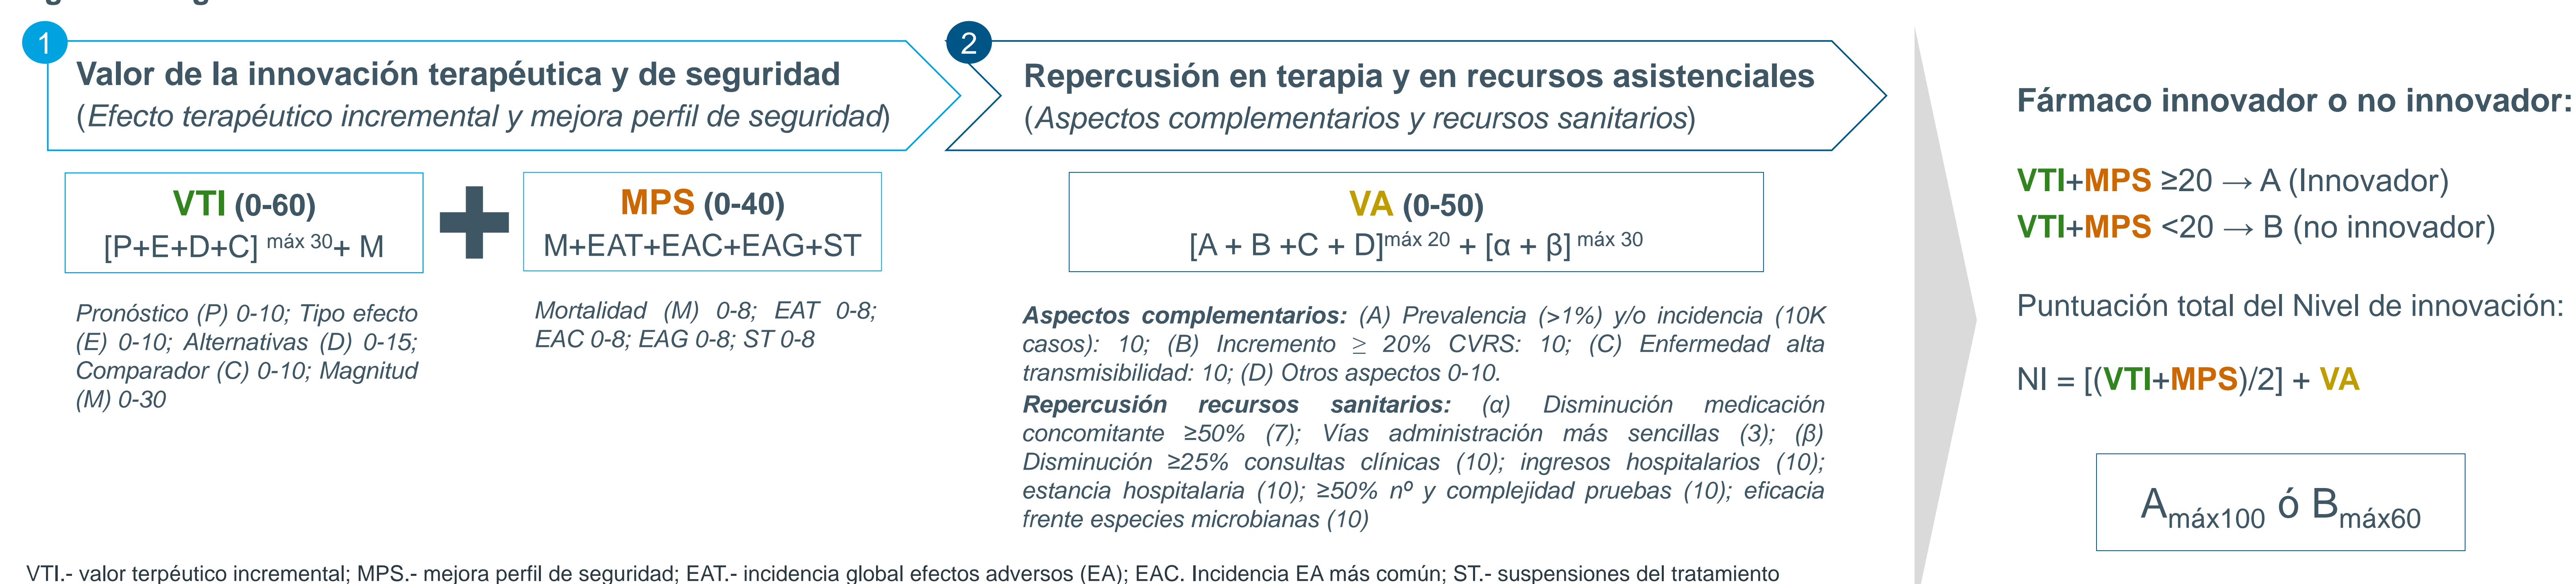 1
Valor de la innovación terapéutica y de seguridad
(Efecto terapéutico incremental y mejora perfil de seguridad)
VTI (0-60)
[P+E+D+C] máx 30+ M
MPS (0-40)
M+EAT+EAC+EAG+ST
Pronóstico (P) 0-10; Tipo efecto
(E) 0-10; Alternativas (D) 0-15;
Comparador (C) 0-10; Magnitud
(M) 0-30
Mortalidad (M) 0-8; EAT 0-8;
EAC 0-8; EAG 0-8; ST 0-8
2
Repercusión en terapia y en recursos asistenciales
(Aspectos complementarios y recursos sanitarios)
VA (0-50)
[A + B +C + D]máx 20 + [α + β] máx 30
Aspectos complementarios: (A) Prevalencia (>1%) y/o incidencia (10K
casos): 10; (B) Incremento ≥ 20% CVRS: 10; (C) Enfermedad alta
transmisibilidad: 10; (D) Otros aspectos 0-10.
Repercusión recursos sanitarios: (α) Disminución medicación
concomitante ≥50% (7); Vías administración más sencillas (3); (β)
Disminución ≥25% consultas clínicas (10); ingresos hospitalarios (10);
estancia hospitalaria (10); ≥50% nº y complejidad pruebas (10); eficacia
frente especies microbianas (10)
Fármaco innovador o no innovador:
VTI+MPS ≥20 → A (Innovador)
VTI+MPS <20 → B (no innovador)
Puntuación total del Nivel de innovación:
NI = [(VTI+MPS)/2] + VA
Amáx100 ó Bmáx60
VTI.- valor terpéutico incremental; MPS.- mejora perfil de seguridad; EAT.- incidencia global efectos adversos (EA); EAC. Incidencia EA más común; ST.- suspensiones del tratamiento